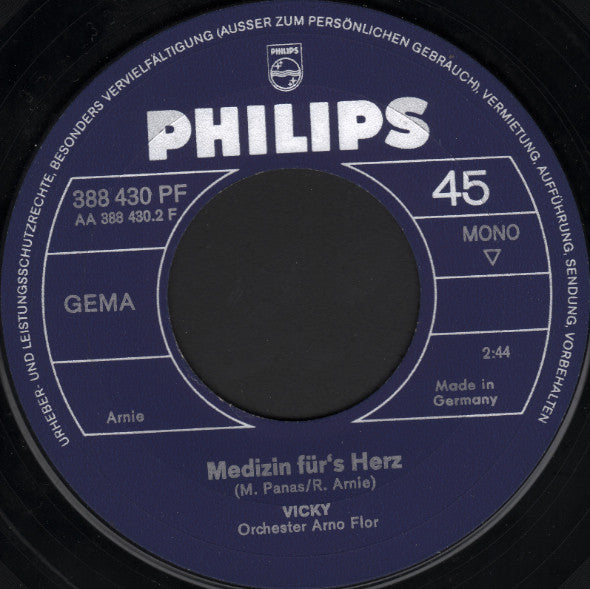 URHEBER- UND LEISTUNGSSCHUTZRECHTE, BESONDERS VERVIELFÄLTIGUNG (AUSSER ZUM PERSÖNLICHEN GEBRAUCH), VERMIETUNG, AUFFÜHRUNG, SENDUNG, VORBEHALTEN
PHILIPS
PHILIPS
388 430 PF
AA 388 430.2 F
45
MONO
▽
GEMA
2:44
Arnie
Made in
Germany
Medizin für's Herz
(M. Panas/R. Arnie)
VICKY
Orchester Arno Flor